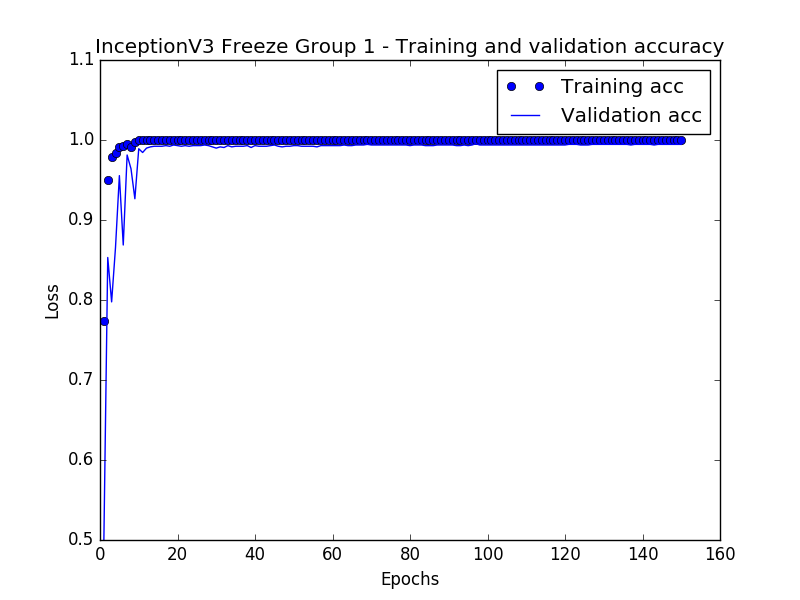 InceptionV3 Freeze Group 1 - Training and validation accuracy
1.1
Training acc
Validation acc
1.0
0.9
0.8
0.7
0.6
0.5
Loss
0 20 40 60 80 100 120 140 160
Epochs